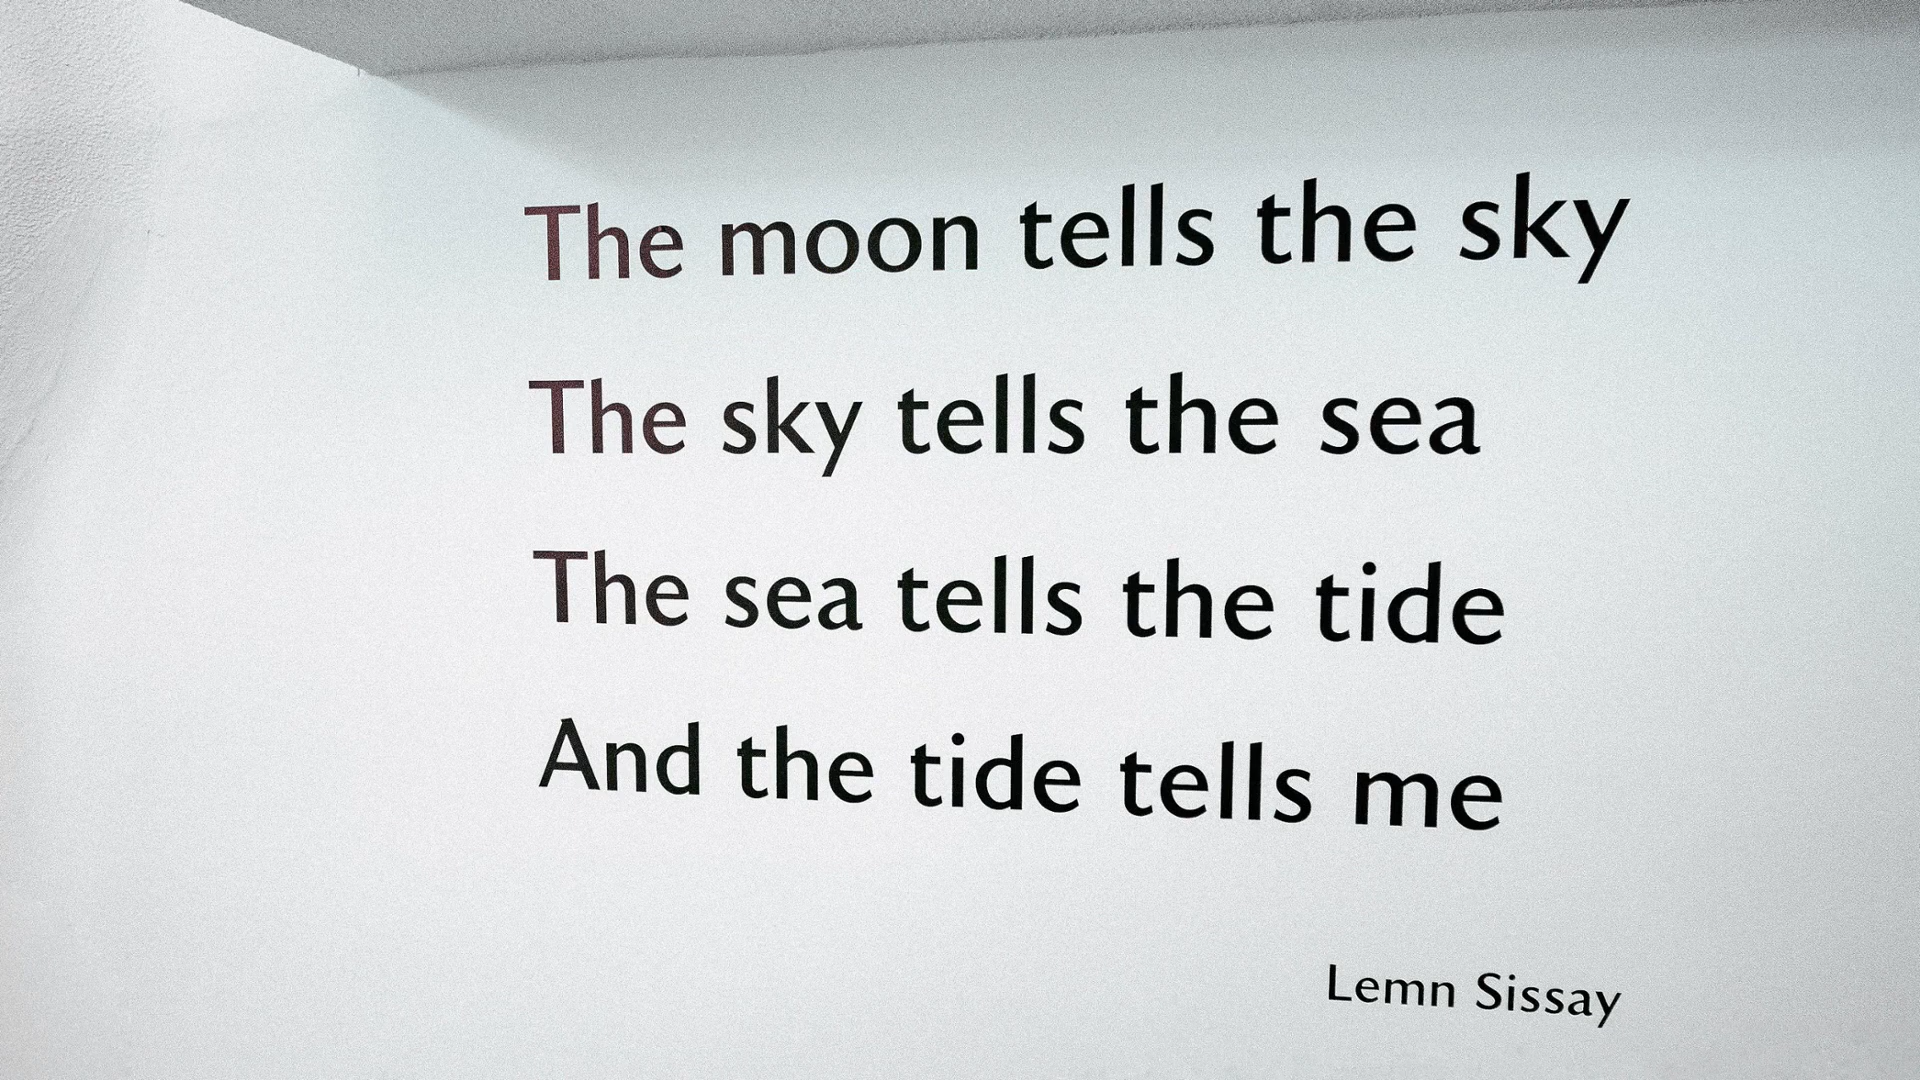 The moon tells the sky
The sky tells the sea
The sea tells the tide
And the tide tells me
Lemn Sissay